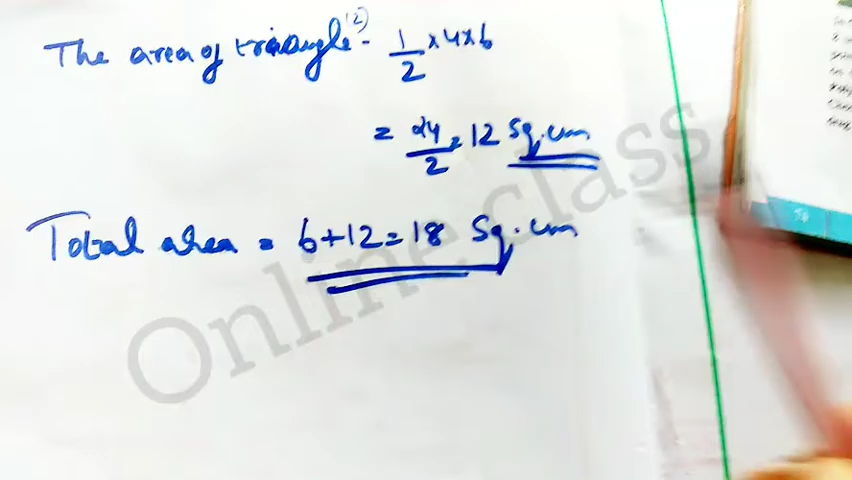 The area of triangle (2) - 1/2 × 4 × 6
= 24/2 = 12 Sq.cm
Total area = 6+12 = 18 Sq.cm
Online class